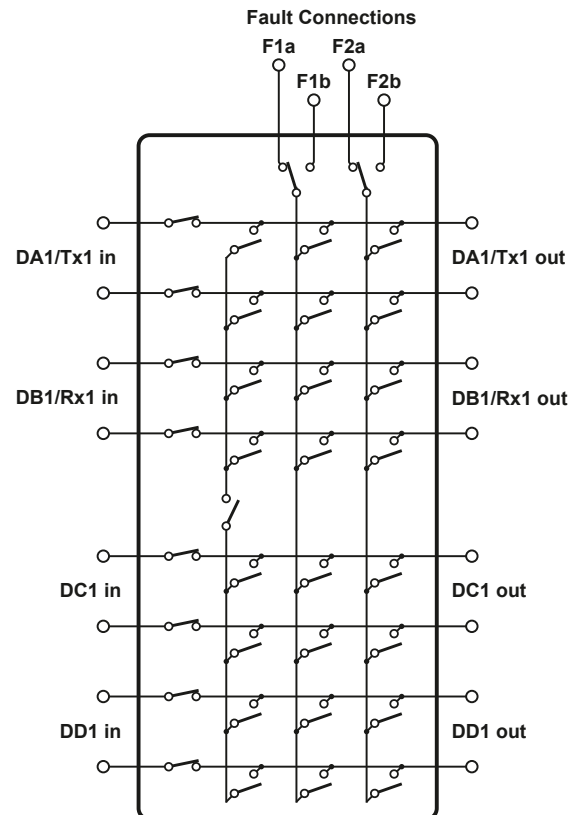 Fault Connections
F1a F2a
F1b F2b
DA1/Tx1 in DA1/Tx1 out
DB1/Rx1 in DB1/Rx1 out
DC1 in DC1 out
DD1 in DD1 out